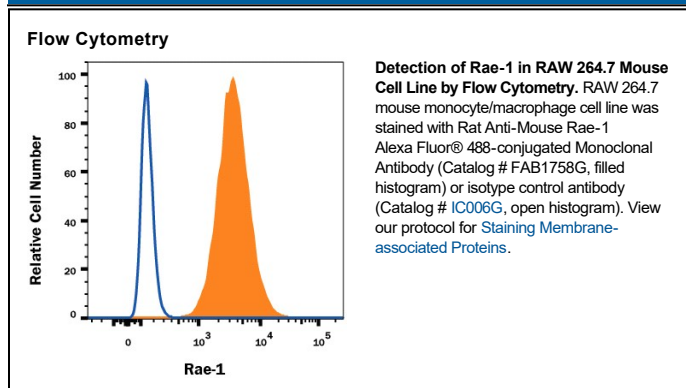 Flow Cytometry
100
80
60
40
20
0
Relative Cell Number
0
10³
10⁴
10⁵
Rae-1
Detection of Rae-1 in RAW 264.7 Mouse
Cell Line by Flow Cytometry. RAW 264.7
mouse monocyte/macrophage cell line was
stained with Rat Anti-Mouse Rae-1
Alexa Fluor® 488-conjugated Monoclonal
Antibody (Catalog # FAB1758G, filled
histogram) or isotype control antibody
(Catalog # IC006G, open histogram). View
our protocol for Staining Membrane-
associated Proteins.